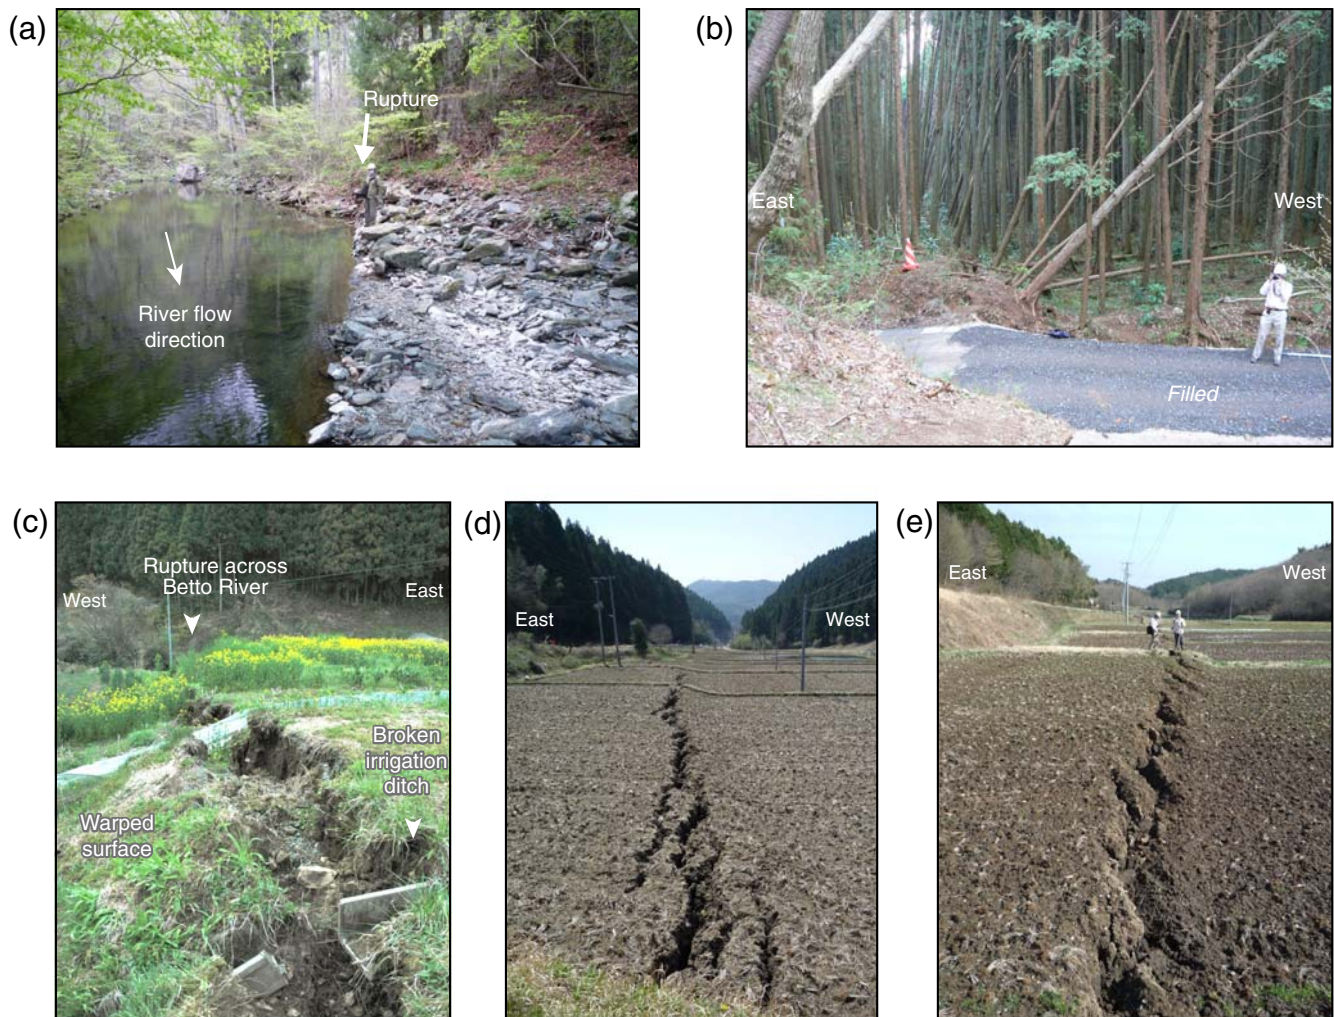 (a)
Rupture
River flow
direction
(b)
East
West
Filled
(c)
Rupture across
Betto River
West
East
Broken
irrigation
ditch
Warped
surface
(d)
East
West
(e)
East
West